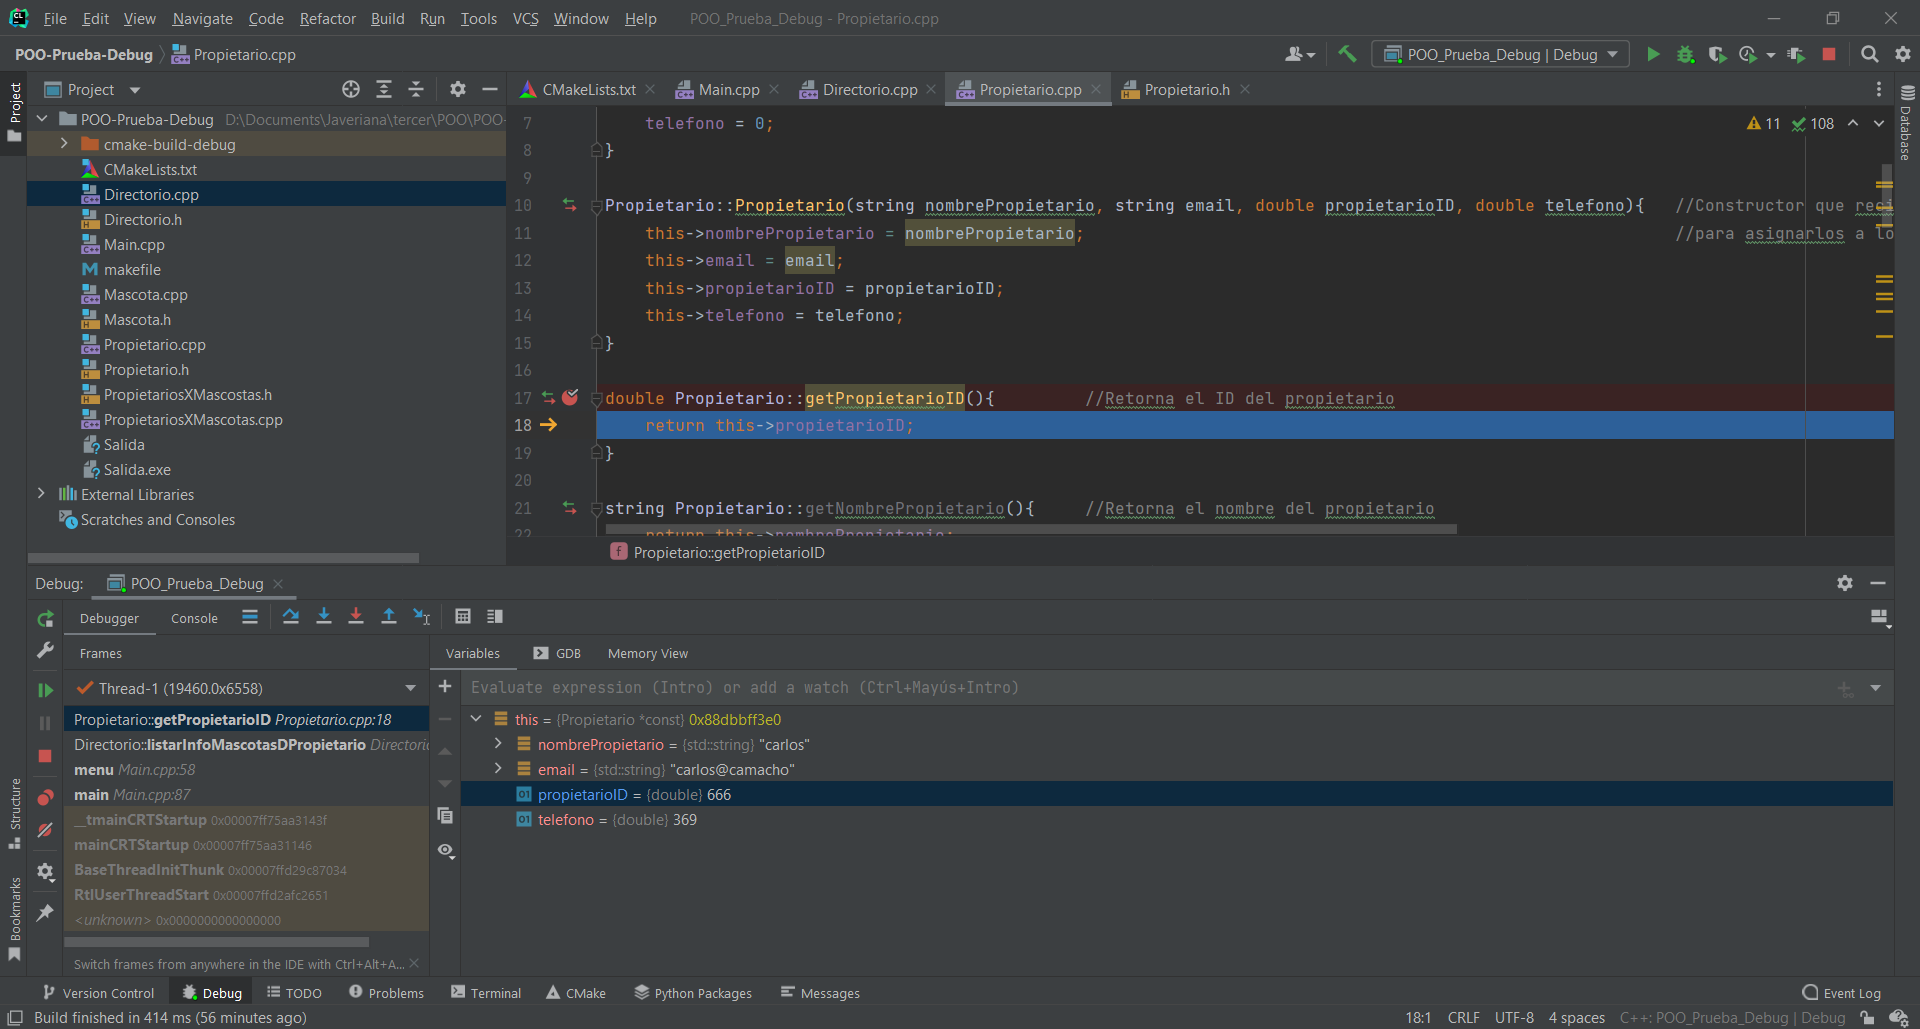 File Edit View Navigate Code Refactor Build Run Tools VCS Window Help POO_Prueba_Debug - Propietario.cpp
POO-Prueba-Debug Propietario.cpp POO_Prueba_Debug | Debug
Project
Project
CMakeLists.txt Main.cpp Directorio.cpp Propietario.cpp Propietario.h
POO-Prueba-Debug D:\Documents\Javeriana\tercer\POO\POO-
cmake-build-debug
CMakeLists.txt
Directorio.cpp
Directorio.h
Main.cpp
makefile
Mascota.cpp
Mascota.h
Propietario.cpp
Propietario.h
PropietariosXMascostas.h
PropietariosXMascotas.cpp
Salida
Salida.exe
External Libraries
Scratches and Consoles
11 108
Database
7 telefono = 0;
8 }
9
10 Propietario::Propietario(string nombrePropietario, string email, double propietarioID, double telefono){ //Constructor que reci
11 this->nombrePropietario = nombrePropietario; //para asignarlos a lo
12 this->email = email;
13 this->propietarioID = propietarioID;
14 this->telefono = telefono;
15 }
16
17 double Propietario::getPropietarioID(){ //Retorna el ID del propietario
18 return this->propietarioID;
19 }
20
21 string Propietario::getNombrePropietario(){ //Retorna el nombre del propietario
22 return this->nombrePropietario;
f Propietario::getPropietarioID
Debug: POO_Prueba_Debug
Debugger Console
Frames
Thread-1 (19460.0x6558)
Propietario::getPropietarioID Propietario.cpp:18
Directorio::listarInfoMascotasDPropietario Directorio
menu Main.cpp:58
main Main.cpp:87
__tmainCRTStartup 0x00007ff75aa3143f
mainCRTStartup 0x00007ff75aa31146
BaseThreadInitThunk 0x00007ffd29c87034
RtlUserThreadStart 0x00007ffd2afc2651
<unknown> 0x0000000000000000
Switch frames from anywhere in the IDE with Ctrl+Alt+A...
Variables GDB Memory View
Evaluate expression (Intro) or add a watch (Ctrl+Mayús+Intro)
this = {Propietario *const} 0x88dbbff3e0
nombrePropietario = {std::string} "carlos"
email = {std::string} "carlos@camacho"
propietarioID = {double} 666
telefono = {double} 369
Structure
Bookmarks
Version Control Debug TODO Problems Terminal CMake Python Packages Messages Event Log
Build finished in 414 ms (56 minutes ago) 18:1 CRLF UTF-8 4 spaces C++: POO_Prueba_Debug | Debug